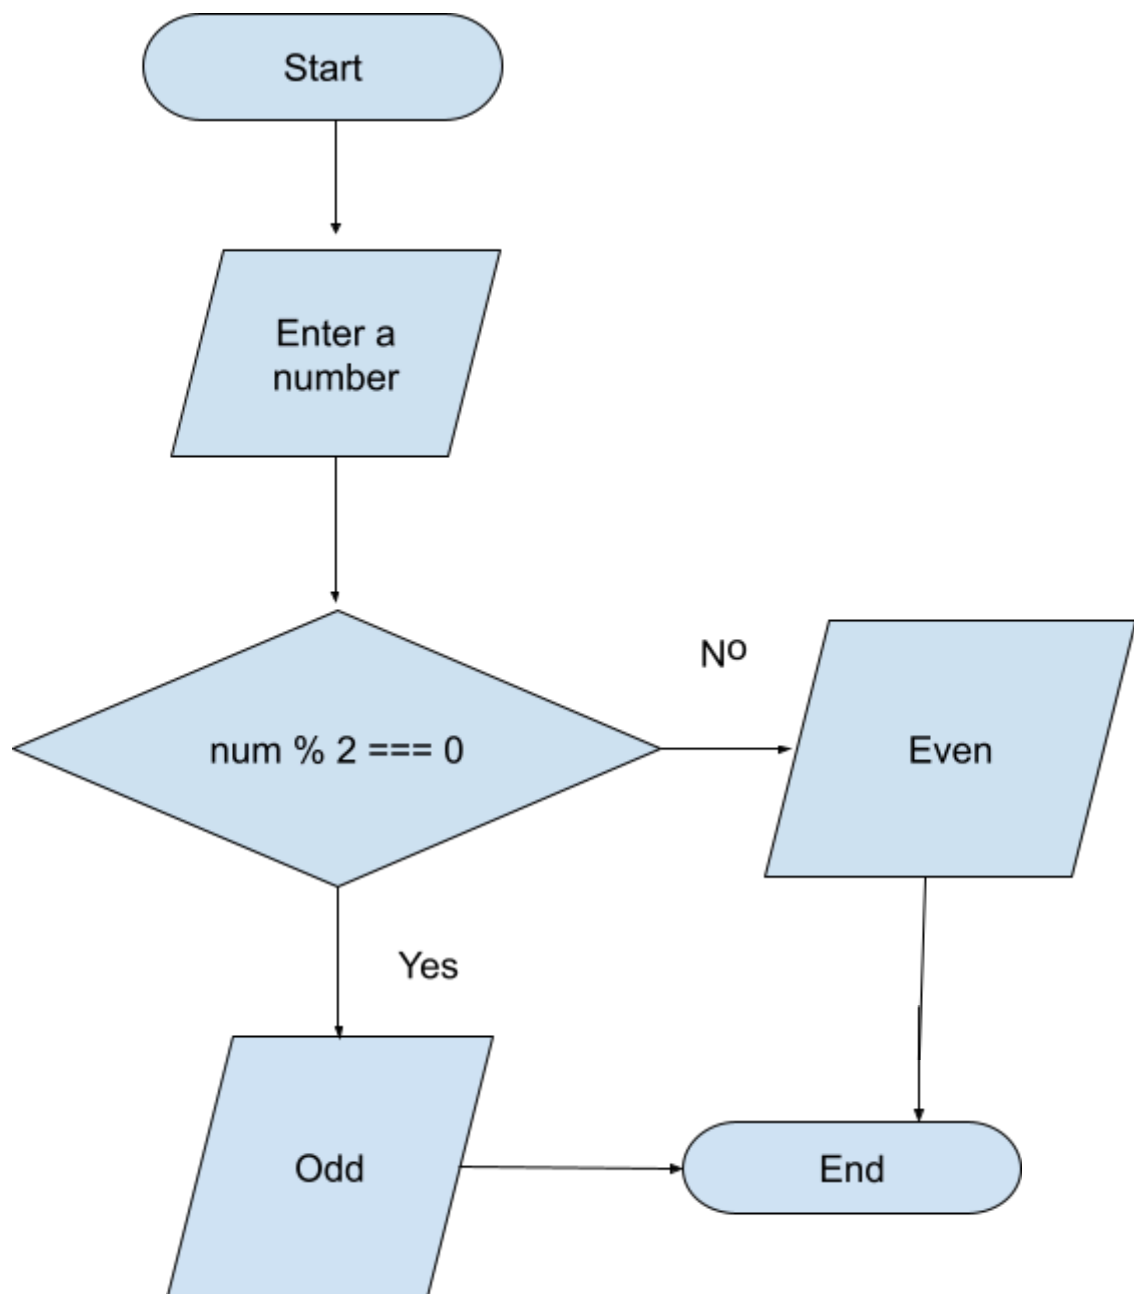 Start
Enter a
number
num % 2 === 0
No
Even
Yes
Odd
End